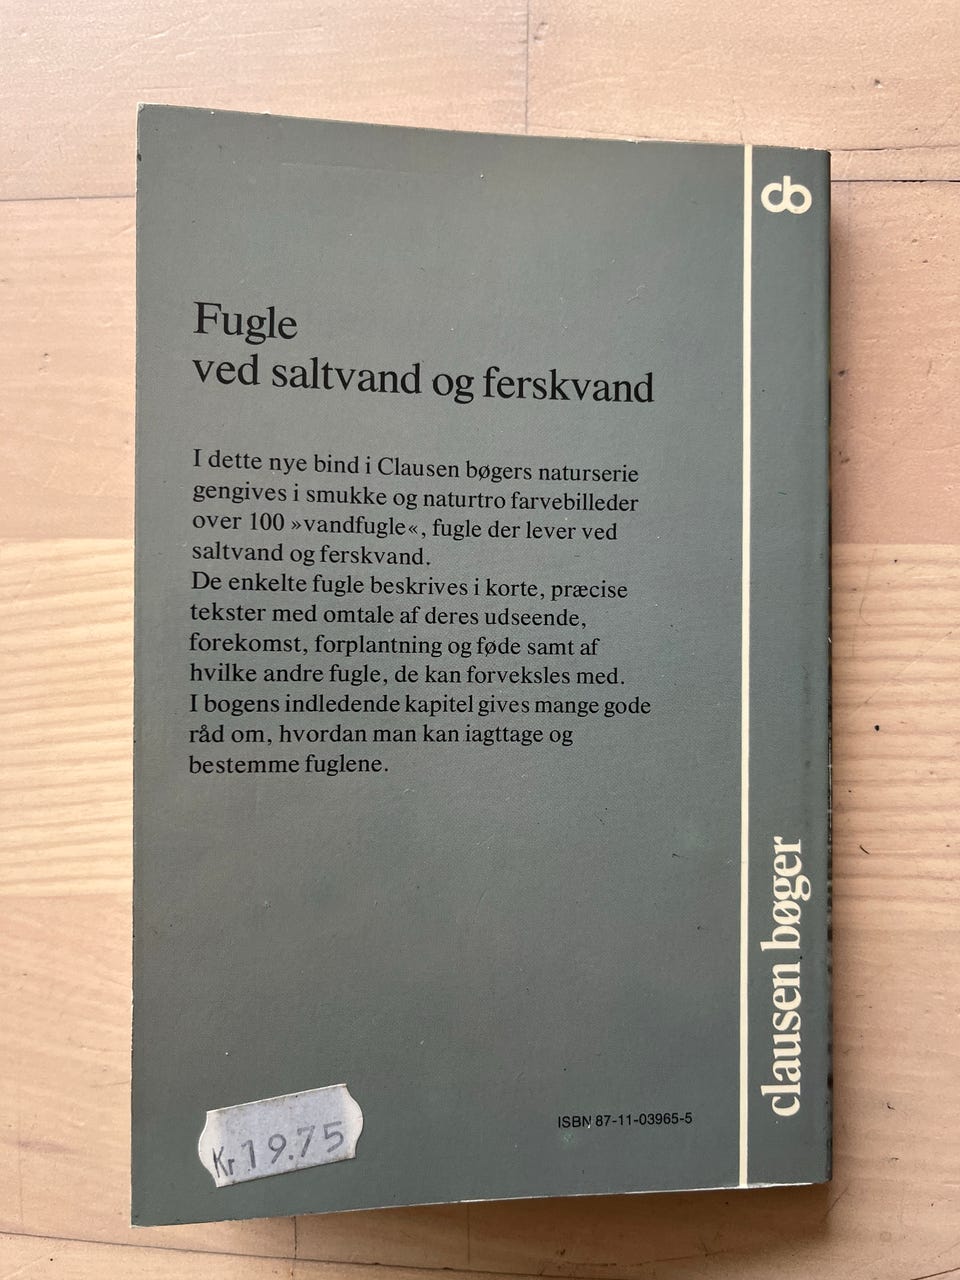 Fugle
ved saltvand og ferskvand
I dette nye bind i Clausen bøgers naturserie
gengives i smukke og naturtro farvebilleder
over 100 »vandfugle«, fugle der lever ved
saltvand og ferskvand.
De enkelte fugle beskrives i korte, præcise
tekster med omtale af deres udseende,
forekomst, forplantning og føde samt af
hvilke andre fugle, de kan forveksles med.
I bogens indledende kapitel gives mange gode
råd om, hvordan man kan iagttage og
bestemme fuglene.
Kr 19.75
ISBN 87-11-03965-5
cb
clausen bøger